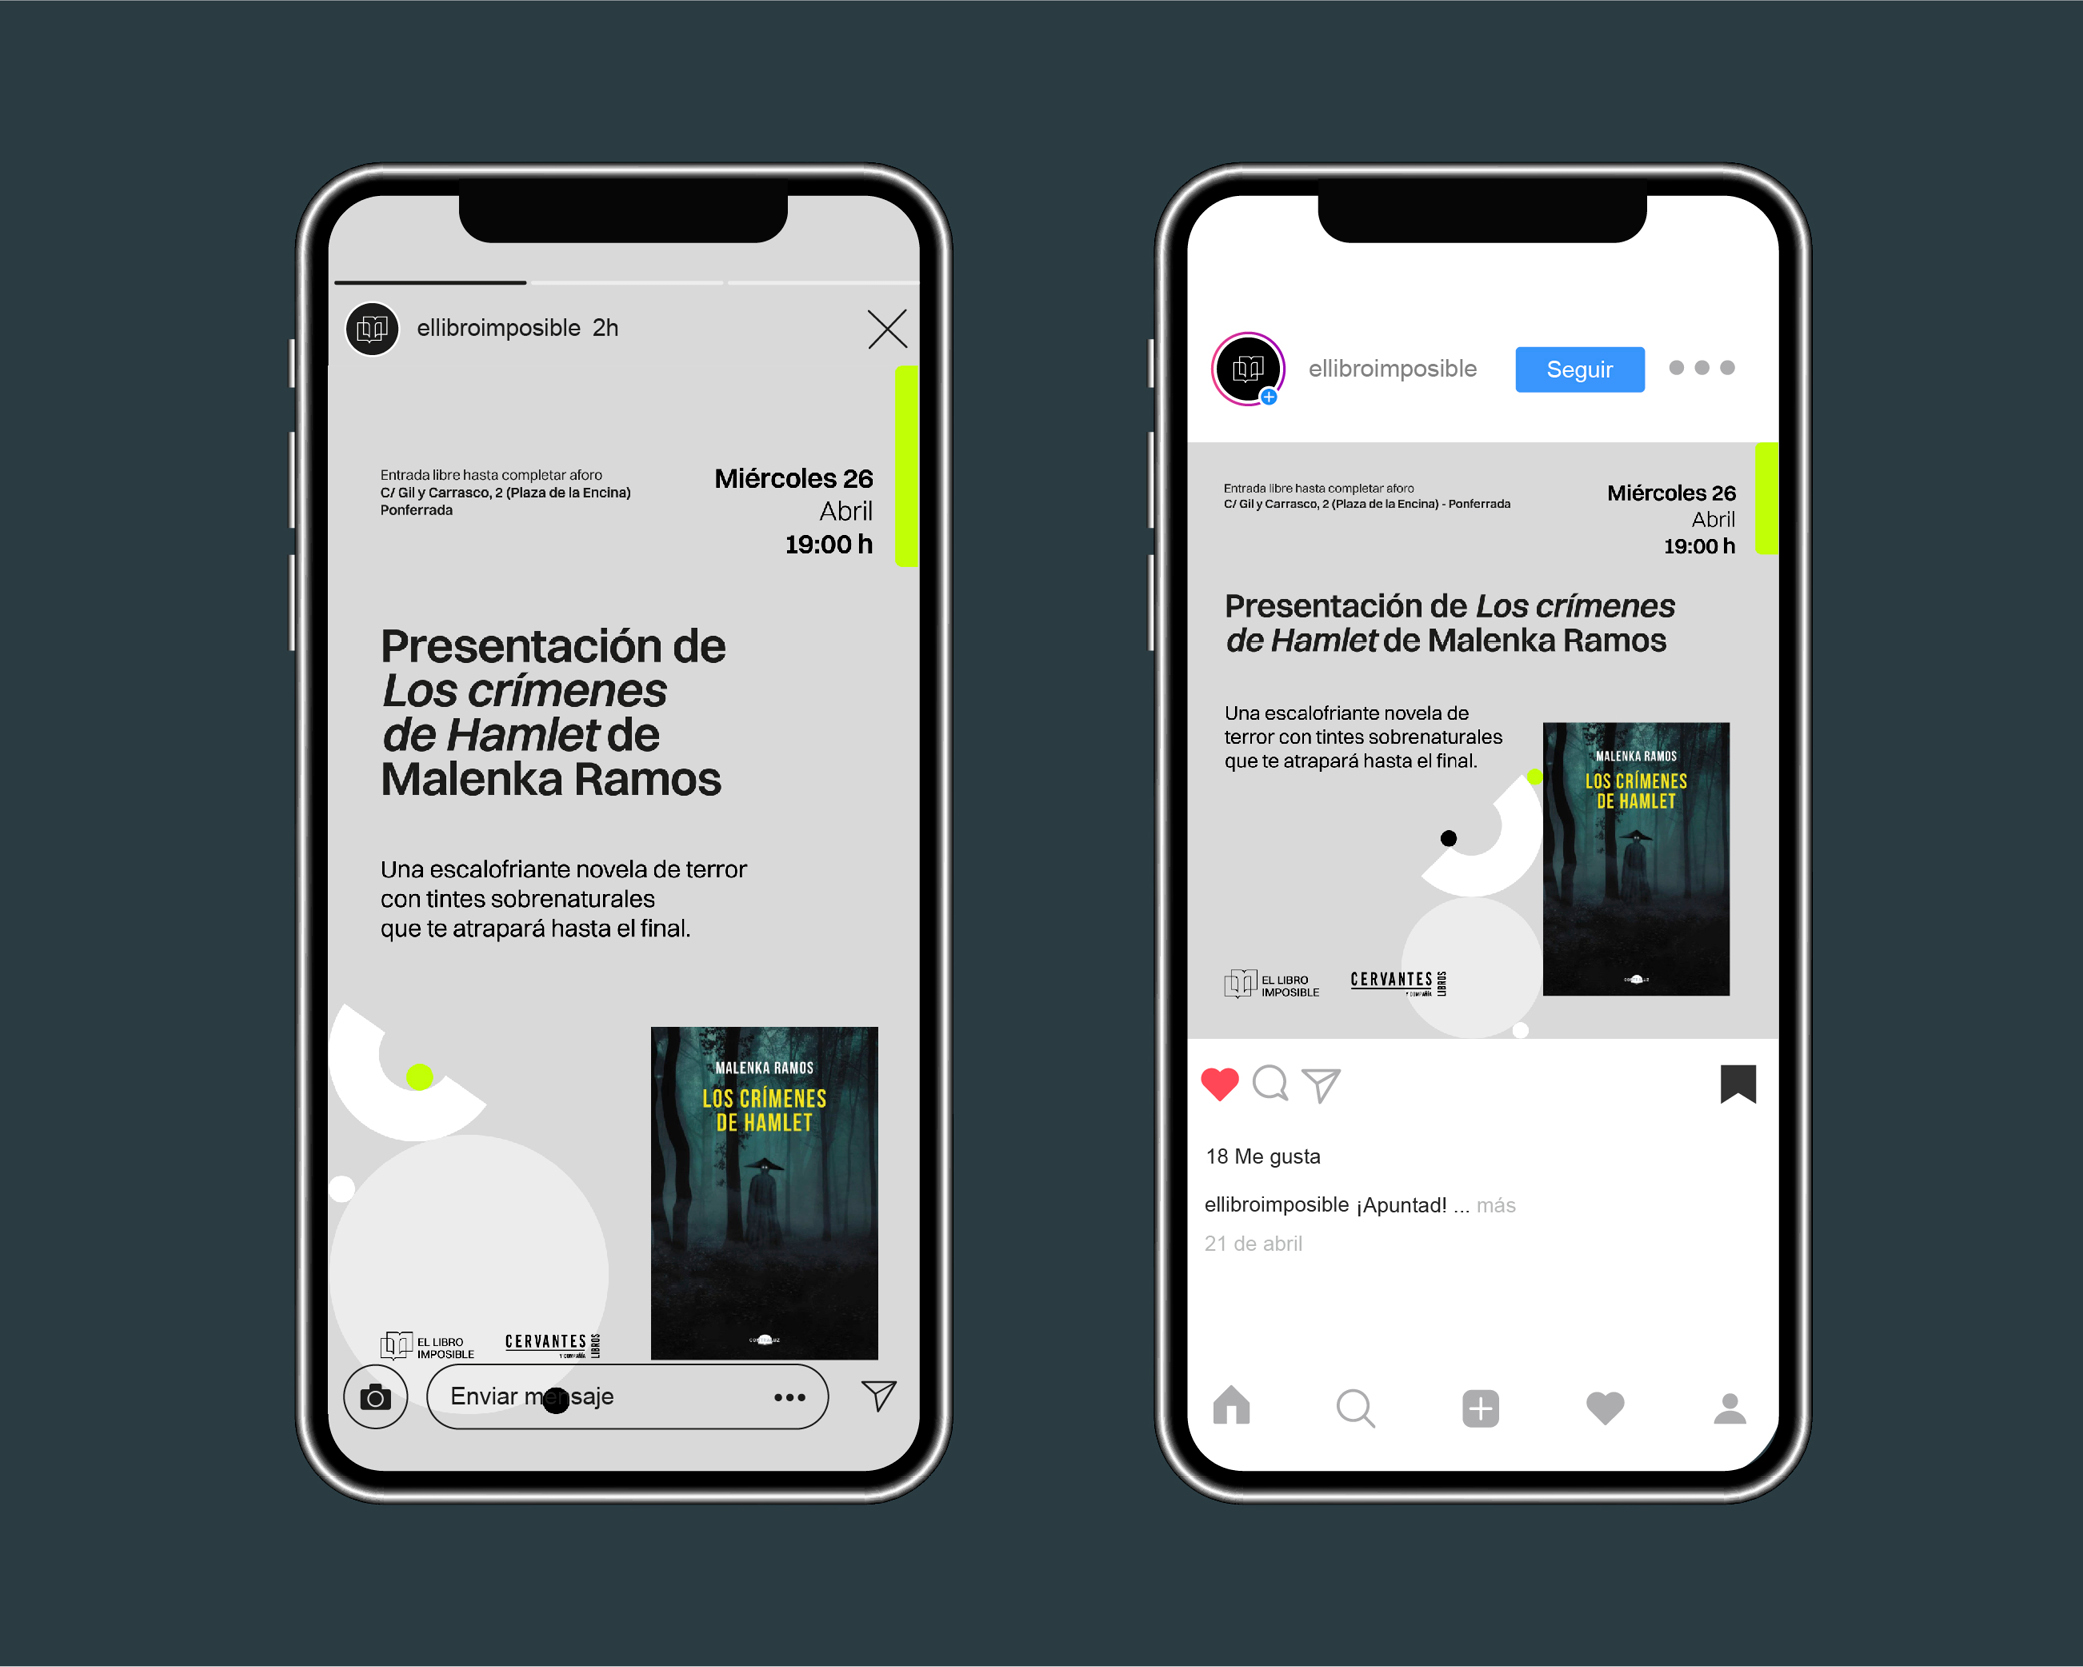 ellibroimposible 2h
Entrada libre hasta completar aforo
C/ Gil y Carrasco, 2 (Plaza de la Encina)
Ponferrada
Miércoles 26
Abril
19:00 h
Presentación de
Los crímenes
de Hamlet de
Malenka Ramos
Una escalofriante novela de terror
con tintes sobrenaturales
que te atrapará hasta el final.
MALENKA RAMOS
LOS CRÍMENES
DE HAMLET
EL LIBRO
IMPOSIBLE
CERVANTES
Y COMPAÑÍA
LIBROS
Enviar mensaje
ellibroimposible
Seguir
Entrada libre hasta completar aforo
C/ Gil y Carrasco, 2 (Plaza de la Encina) - Ponferrada
Miércoles 26
Abril
19:00 h
Presentación de Los crímenes
de Hamlet de Malenka Ramos
Una escalofriante novela de
terror con tintes sobrenaturales
que te atrapará hasta el final.
MALENKA RAMOS
LOS CRÍMENES
DE HAMLET
EL LIBRO
IMPOSIBLE
CERVANTES
Y COMPAÑÍA
LIBROS
18 Me gusta
ellibroimposible ¡Apuntad! ... más
21 de abril